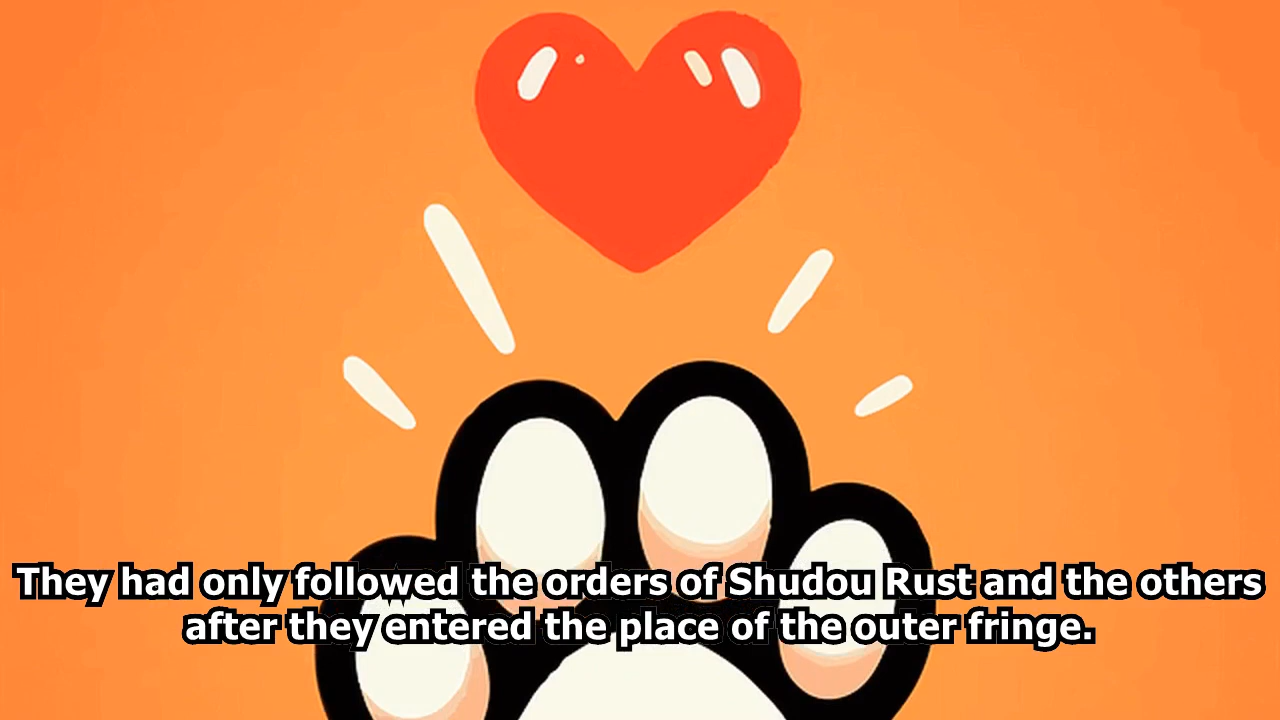 They had only followed the orders of Shudou Rust and the others
after they entered the place of the outer fringe.